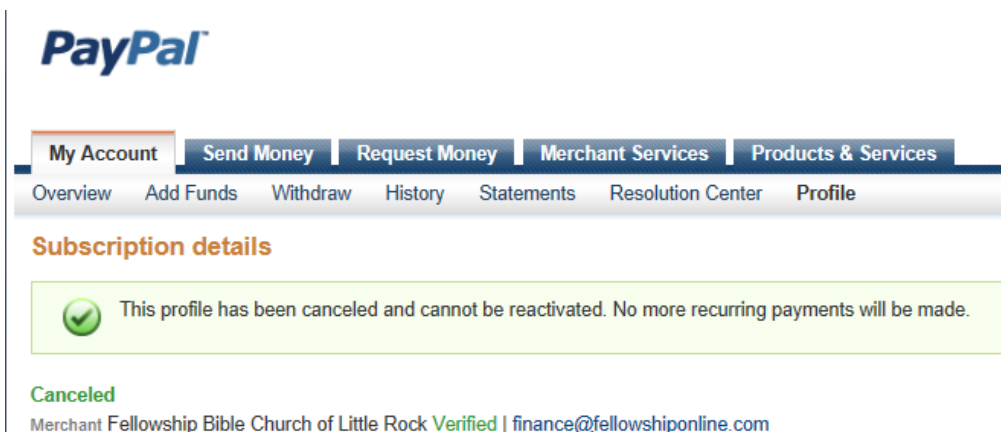 PayPal™
My Account Send Money Request Money Merchant Services Products & Services
Overview Add Funds Withdraw History Statements Resolution Center Profile
Subscription details
This profile has been canceled and cannot be reactivated. No more recurring payments will be made.
Canceled
Merchant Fellowship Bible Church of Little Rock Verified | finance@fellowshiponline.com